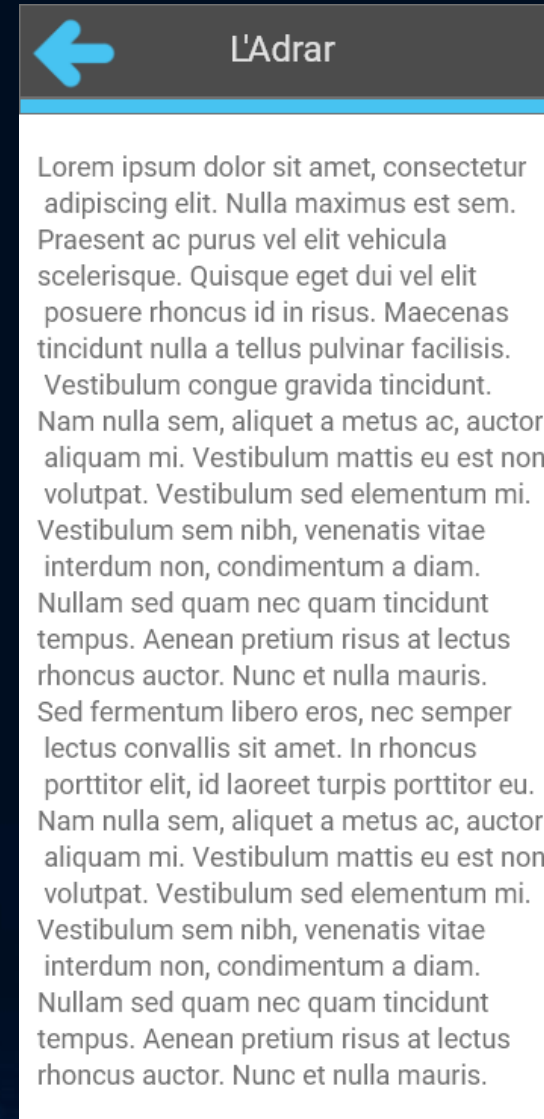 L'Adrar
Lorem ipsum dolor sit amet, consectetur
adipiscing elit. Nulla maximus est sem.
Praesent ac purus vel elit vehicula
scelerisque. Quisque eget dui vel elit
posuere rhoncus id in risus. Maecenas
tincidunt nulla a tellus pulvinar facilisis.
Vestibulum congue gravida tincidunt.
Nam nulla sem, aliquet a metus ac, auctor
aliquam mi. Vestibulum mattis eu est non
volutpat. Vestibulum sed elementum mi.
Vestibulum sem nibh, venenatis vitae
interdum non, condimentum a diam.
Nullam sed quam nec quam tincidunt
tempus. Aenean pretium risus at lectus
rhoncus auctor. Nunc et nulla mauris.
Sed fermentum libero eros, nec semper
lectus convallis sit amet. In rhoncus
porttitor elit, id laoreet turpis porttitor eu.
Nam nulla sem, aliquet a metus ac, auctor
aliquam mi. Vestibulum mattis eu est non
volutpat. Vestibulum sed elementum mi.
Vestibulum sem nibh, venenatis vitae
interdum non, condimentum a diam.
Nullam sed quam nec quam tincidunt
tempus. Aenean pretium risus at lectus
rhoncus auctor. Nunc et nulla mauris.